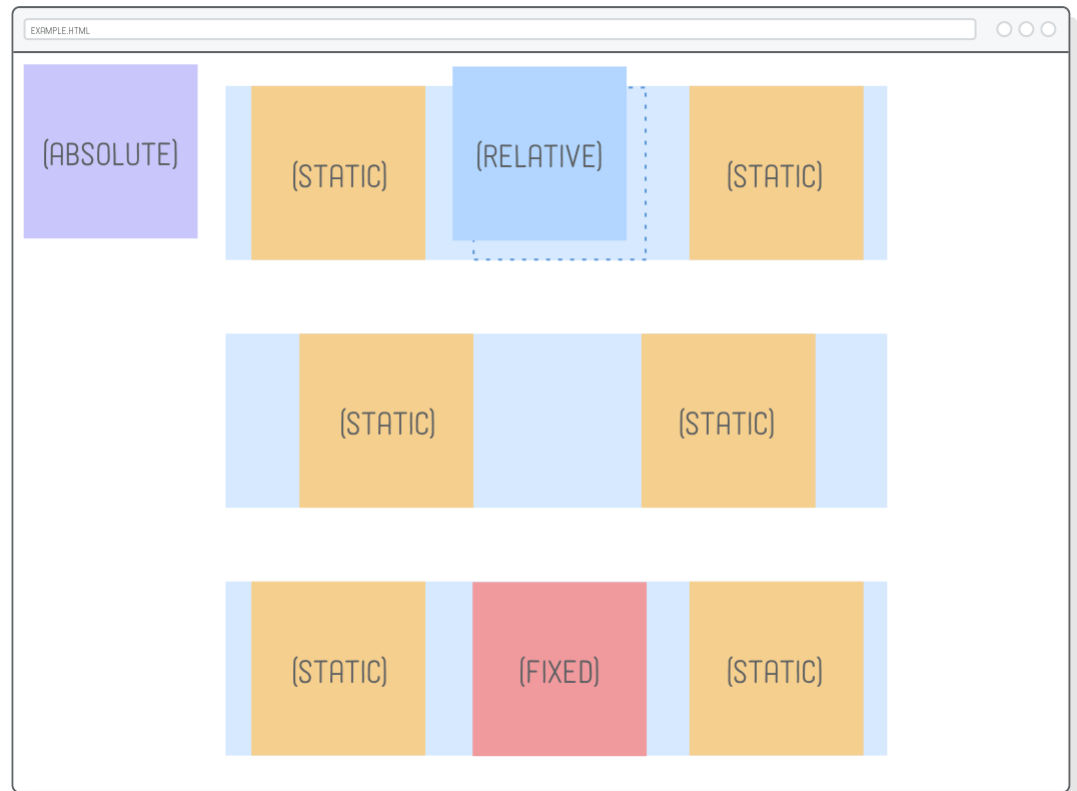 EXAMPLE.HTML
(ABSOLUTE)
(STATIC)
(RELATIVE)
(STATIC)
(STATIC)
(STATIC)
(STATIC)
(FIXED)
(STATIC)